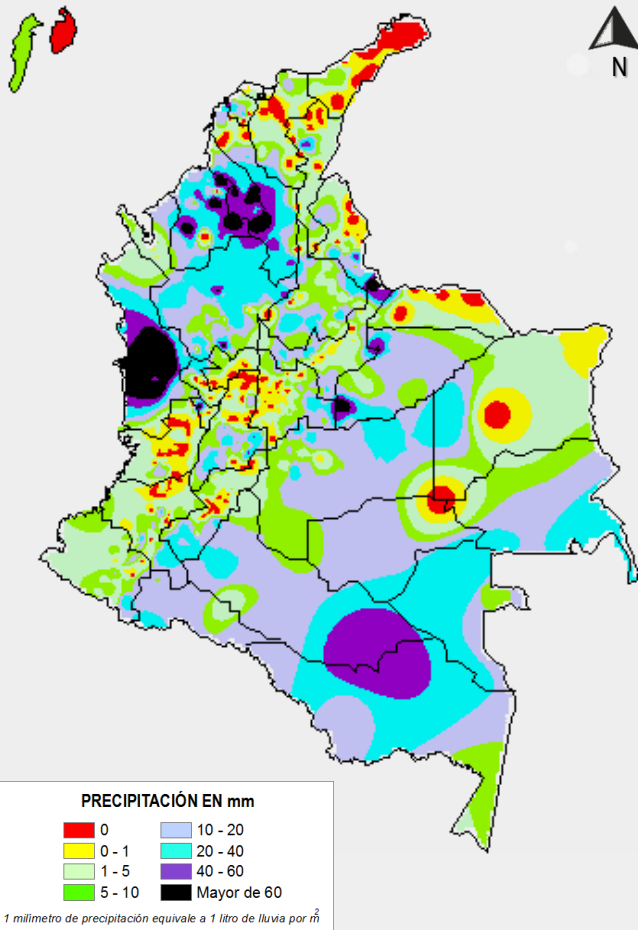 N
PRECIPITACIÓN EN mm
0
10 - 20
0 - 1
20 - 40
1 - 5
40 - 60
5 - 10
Mayor de 60
1 milimetro de precipitación equivale a 1 litro de lluvia por m²